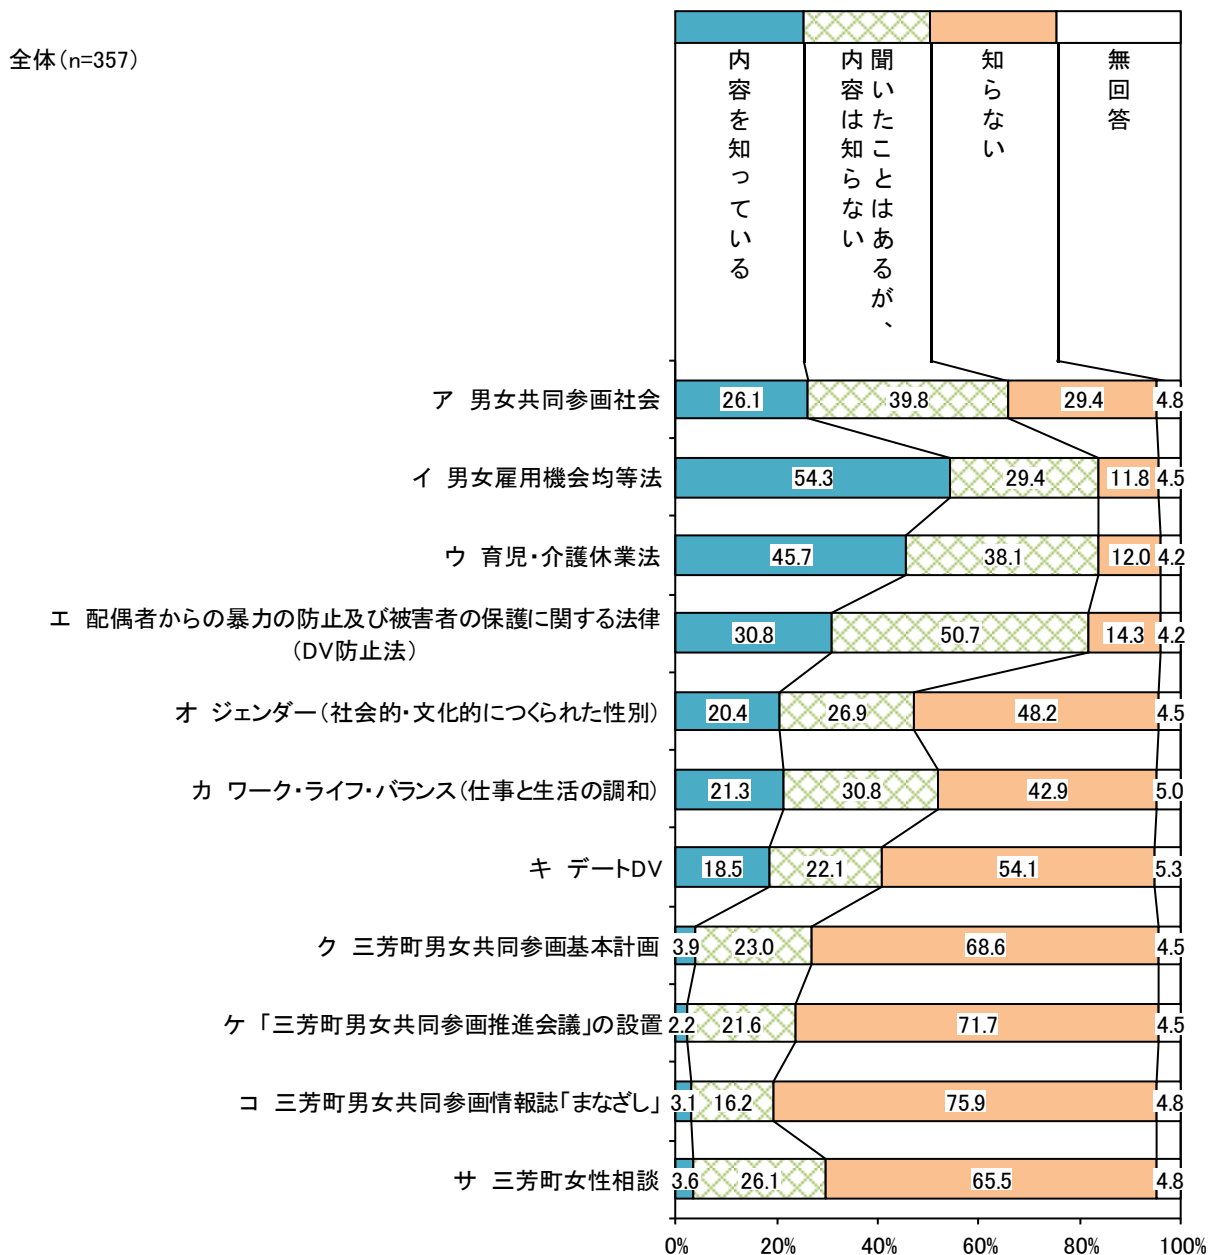 全体(n=357)
内容を知っている
聞いたことはあるが、
内容は知らない
知らない
無回答
ア 男女共同参画社会 26.1 39.8 29.4 4.8
イ 男女雇用機会均等法 54.3 29.4 11.8 4.5
ウ 育児・介護休業法 45.7 38.1 12.0 4.2
エ 配偶者からの暴力の防止及び被害者の保護に関する法律
(DV防止法) 30.8 50.7 14.3 4.2
オ ジェンダー(社会的・文化的につくられた性別) 20.4 26.9 48.2 4.5
カ ワーク・ライフ・バランス(仕事と生活の調和) 21.3 30.8 42.9 5.0
キ デートDV 18.5 22.1 54.1 5.3
ク 三芳町男女共同参画基本計画 3.9 23.0 68.6 4.5
ケ 「三芳町男女共同参画推進会議」の設置 2.2 21.6 71.7 4.5
コ 三芳町男女共同参画情報誌「まなざし」 3.1 16.2 75.9 4.8
サ 三芳町女性相談 3.6 26.1 65.5 4.8
0% 20% 40% 60% 80% 100%